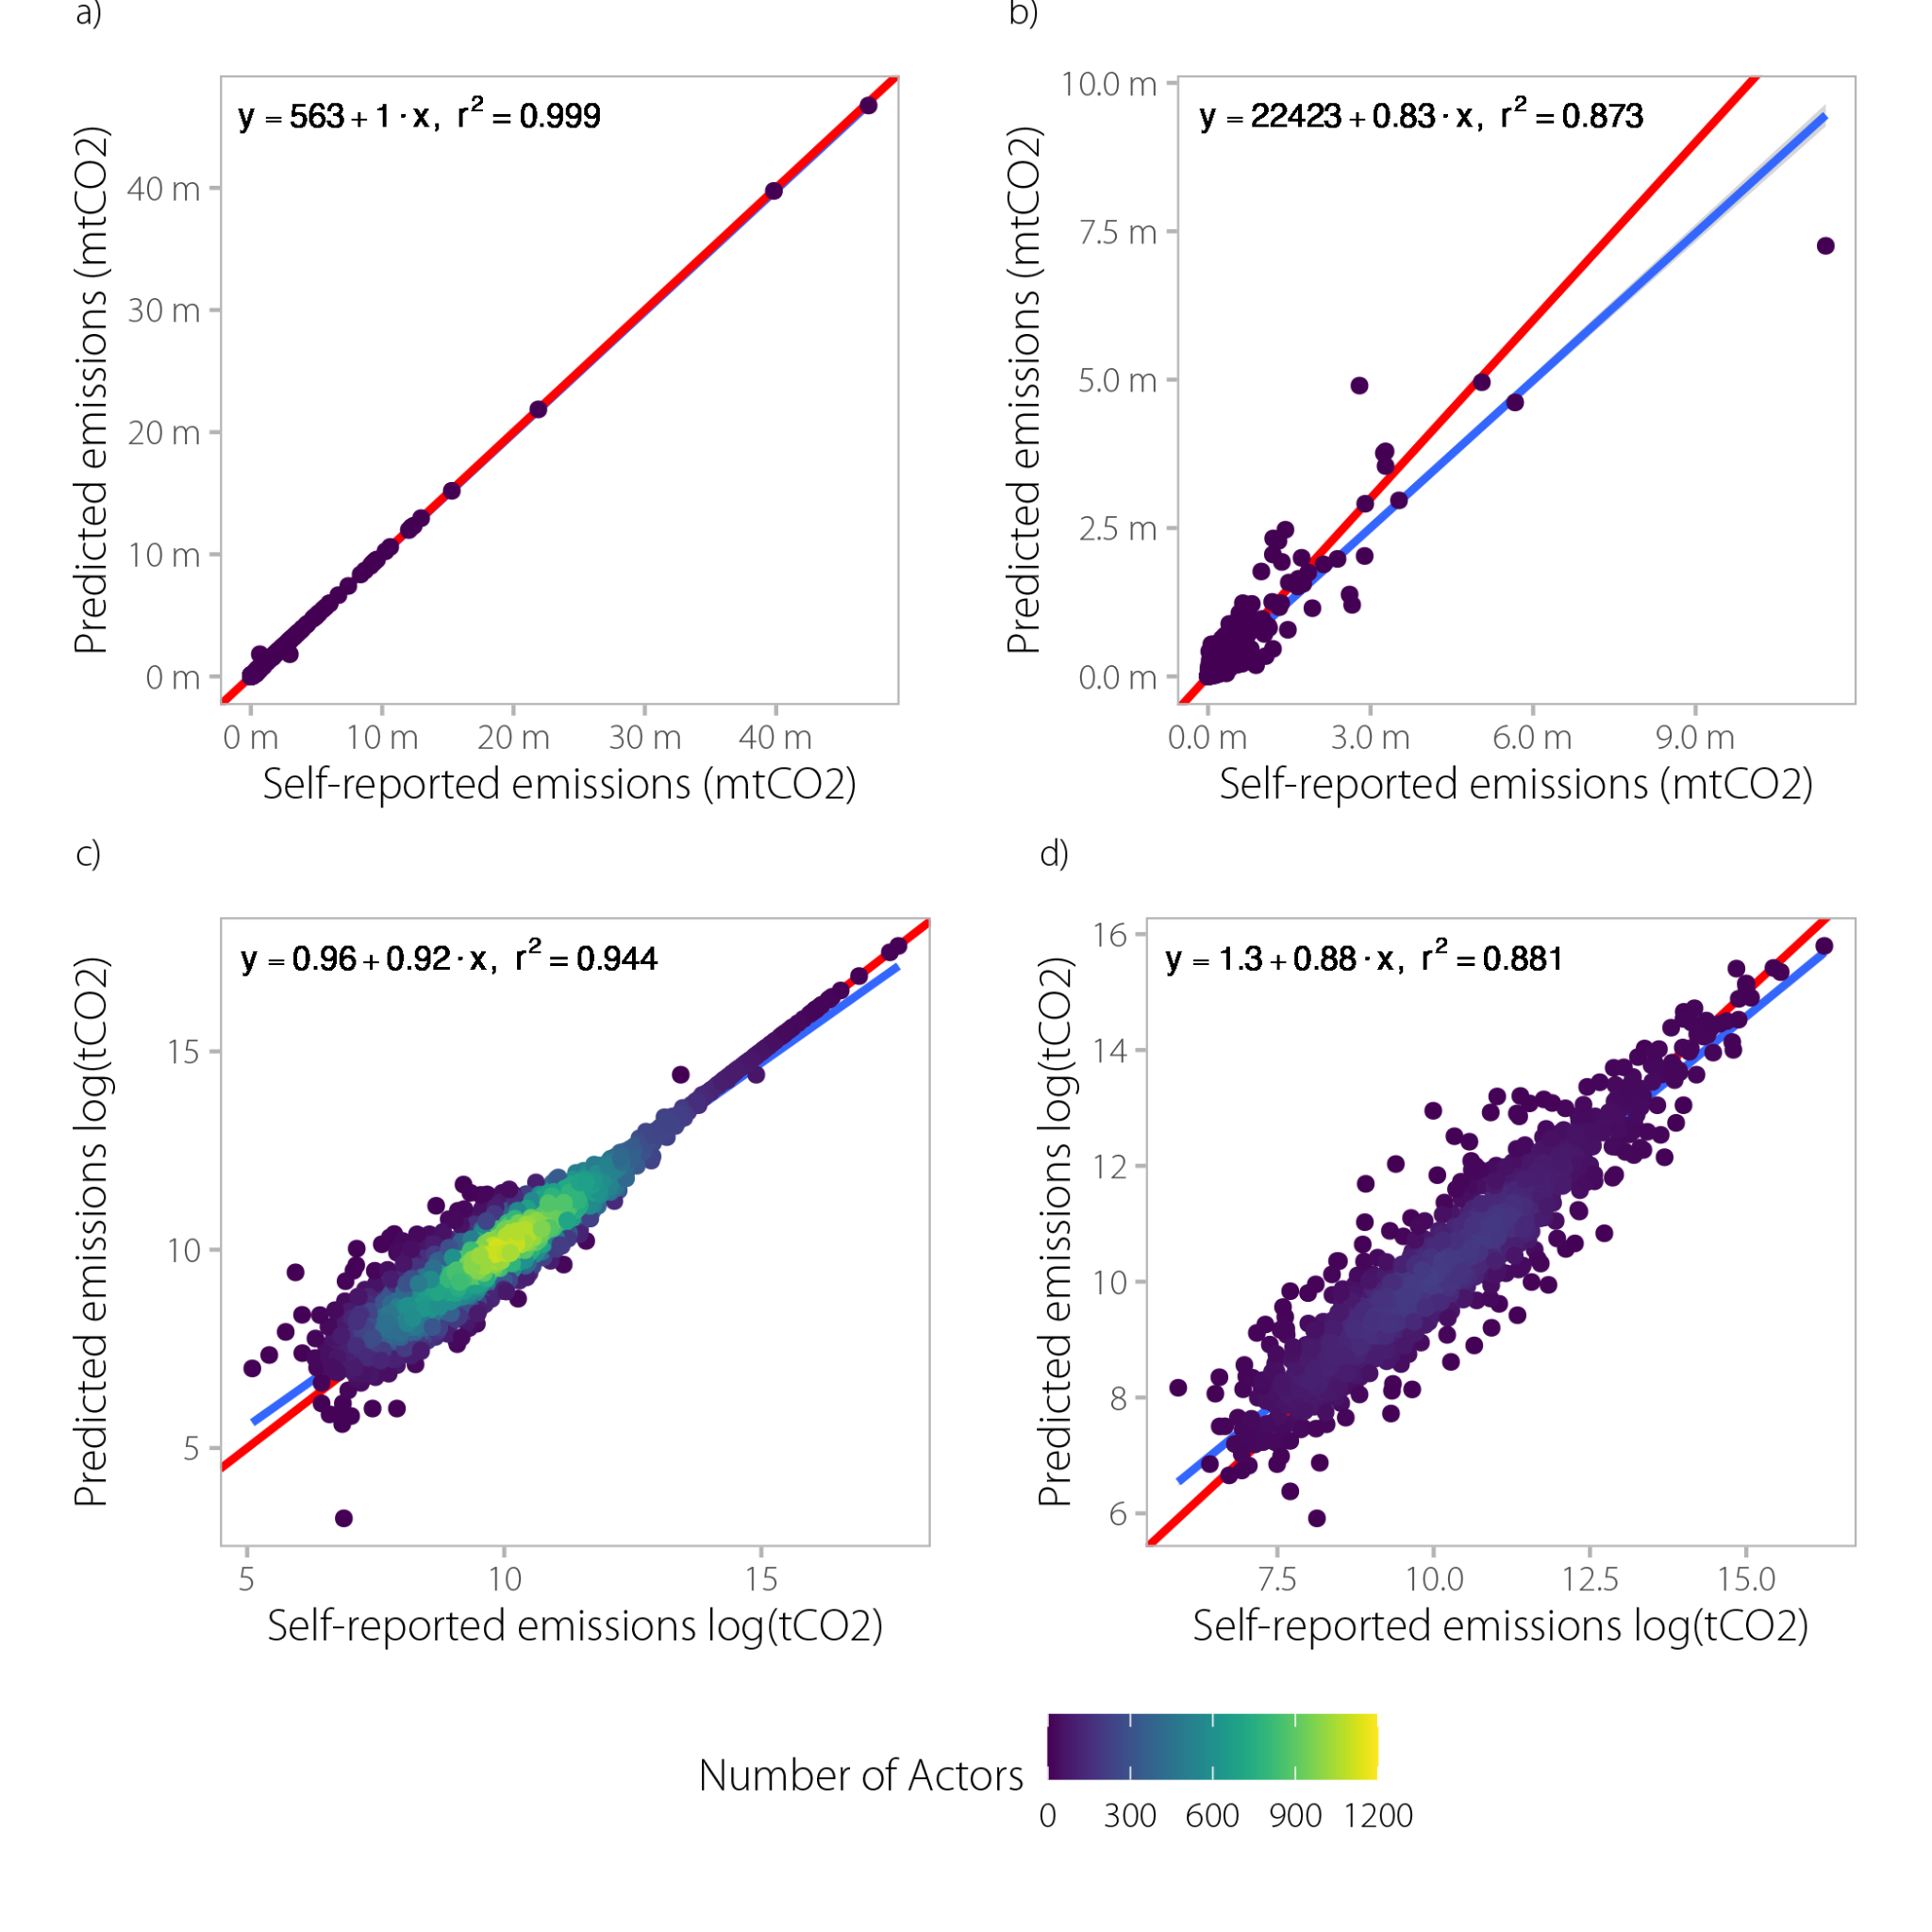 a)
y = 563 + 1 · x, r² = 0.999
Predicted emissions (mtCO2)
40 m
30 m
20 m
10 m
0 m
0 m 10 m 20 m 30 m 40 m
Self-reported emissions (mtCO2)
b)
y = 22423 + 0.83 · x, r² = 0.873
Predicted emissions (mtCO2)
10.0 m
7.5 m
5.0 m
2.5 m
0.0 m
0.0 m 3.0 m 6.0 m 9.0 m
Self-reported emissions (mtCO2)
c)
y = 0.96 + 0.92 · x, r² = 0.944
Predicted emissions log(tCO2)
15
10
5
5 10 15
Self-reported emissions log(tCO2)
d)
y = 1.3 + 0.88 · x, r² = 0.881
Predicted emissions log(tCO2)
16
14
12
10
8
6
7.5 10.0 12.5 15.0
Self-reported emissions log(tCO2)
Number of Actors
0 300 600 900 1200